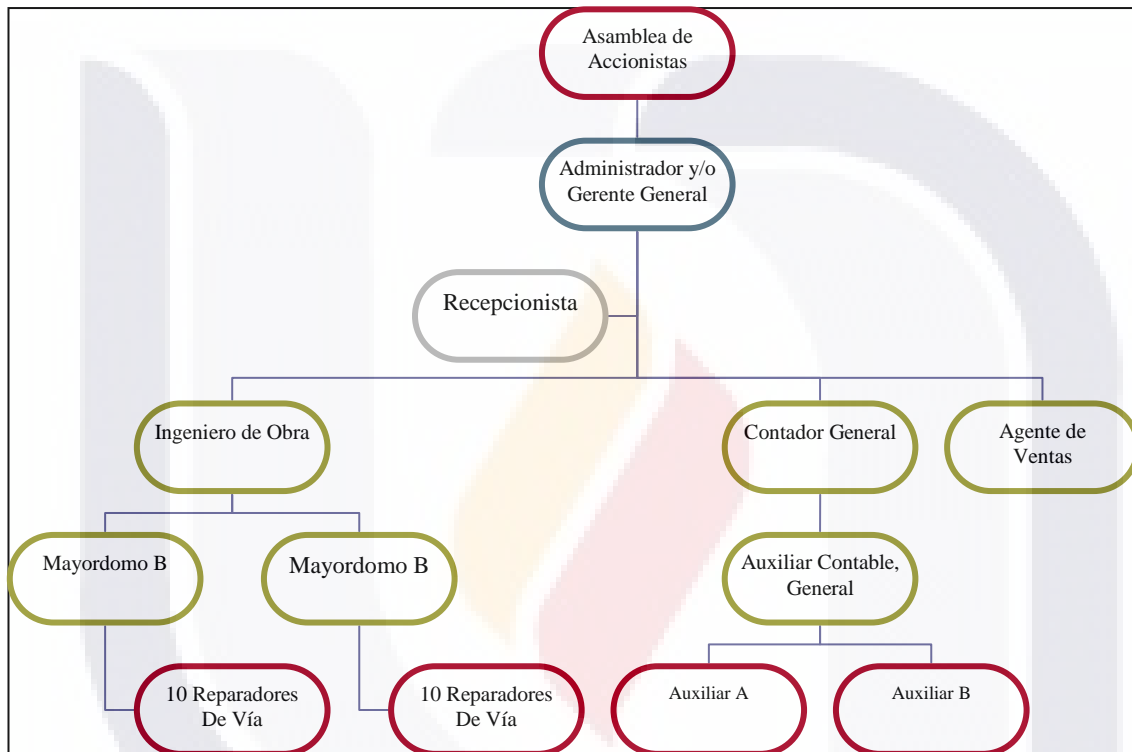 Asamblea de
Accionistas
Administrador y/o
Gerente General
Recepcionista
Ingeniero de Obra
Contador General
Agente de
Ventas
Mayordomo B
Mayordomo B
Auxiliar Contable,
General
10 Reparadores
De Vía
10 Reparadores
De Vía
Auxiliar A
Auxiliar B